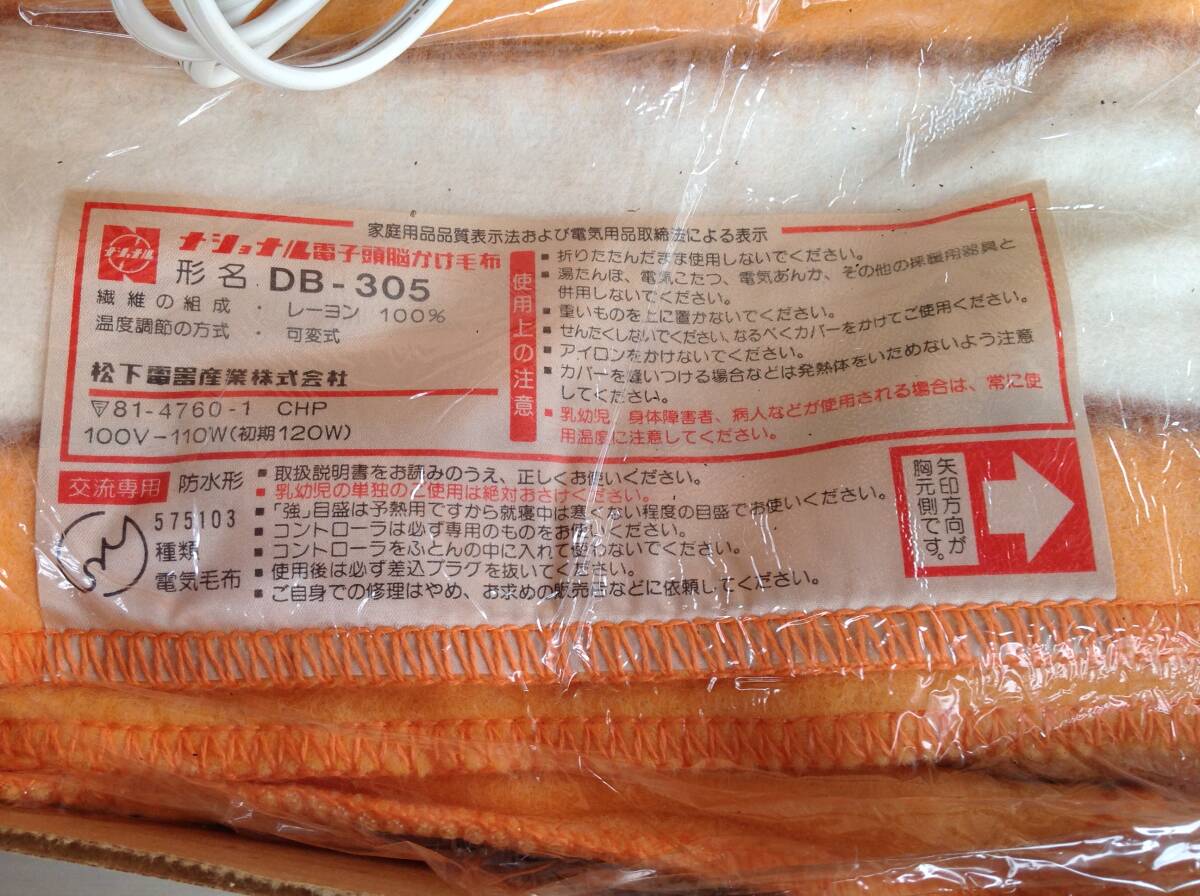 家庭用品品質表示法および電気用品取締法による表示
ナショナル
ナショナル電子頭脳かけ毛布
形名 DB-305
繊維の組成・レーヨン 100%
温度調節の方式・可変式
松下電器産業株式会社
▽81-4760-1 CHP
100V-110W(初期120W)
使用上の注意
■折りたたんだまま使用しないでください。
■湯たんぽ、電気こたつ、電気あんか、その他の採暖用器具と
併用しないでください。
■重いものを上に置かないでください。
■せんたくしないでください、なるべくカバーをかけてご使用ください。
■アイロンをかけないでください。
■カバーを縫いつける場合などは発熱体をいためないよう注意
してください。
■乳幼児、身体障害者、病人などが使用される場合は、常に使
用温度に注意してください。
交流専用 防水形
575103
種類
電気毛布
■取扱説明書をお読みのうえ、正しくお使いください。
■乳幼児の単独のご使用は絶対おさけください。
■「強」目盛は予熱用ですから就寝中は寒くない程度の目盛でお使いください。
■コントローラは必ず専用のものをお使いください。
■コントローラをふとんの中に入れて使わないでください。
■使用後は必ず差込プラグを抜いてください。
■ご自身での修理はやめ、お求めの販売店などに依頼してください。
矢印方向が
胸元側です。